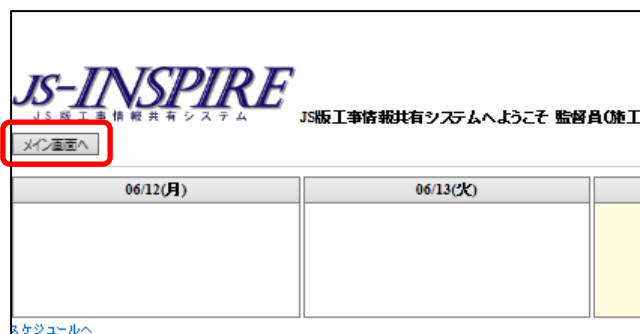 JS-INSPIRE
JS版工事情報共有システム
JS版工事情報共有システムへようこそ 監督員(施工
メイン画面へ
06/12(月) 06/13(火)
スケジュールへ